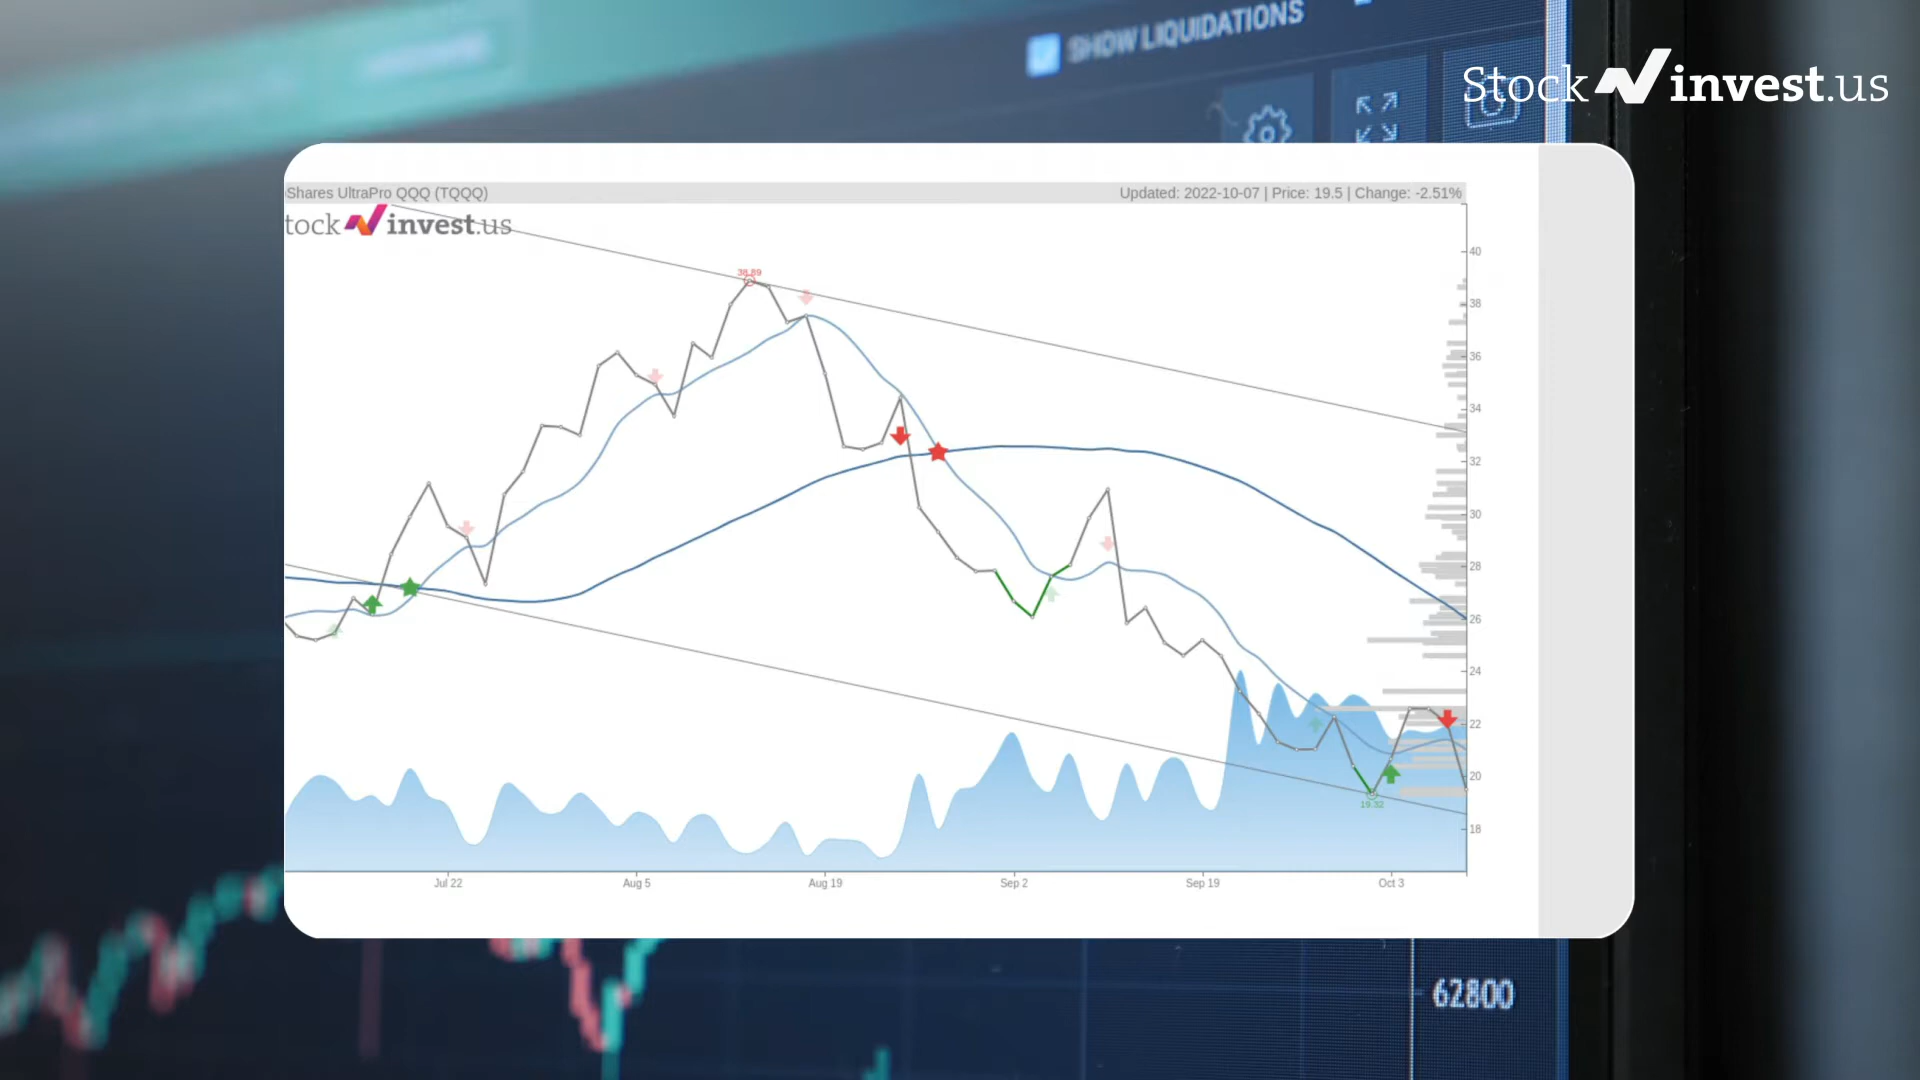 SHOW LIQUIDATIONS
Stock invest.us
Shares UltraPro QQQ (TQQQ)
Updated: 2022-10-07 | Price: 19.5 | Change: -2.51%
tock invest.us
38.89
40
38
36
34
32
30
28
26
24
22
20
18
19.32
Jul 22
Aug 5
Aug 19
Sep 2
Sep 19
Oct 3
62800